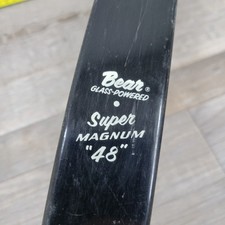 Bear®
GLASS-POWERED
Super
MAGNUM
"48"